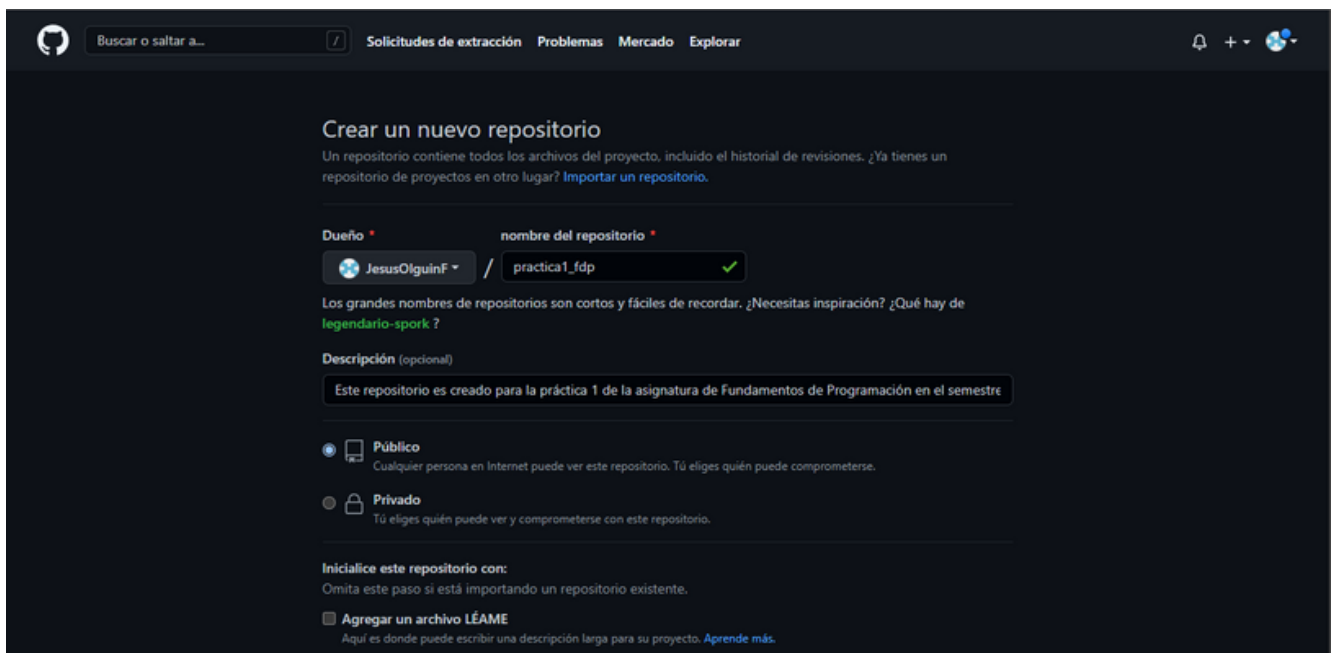 Buscar o saltar a...
/
Solicitudes de extracción Problemas Mercado Explorar
Crear un nuevo repositorio
Un repositorio contiene todos los archivos del proyecto, incluido el historial de revisiones. ¿Ya tienes un
repositorio de proyectos en otro lugar? Importar un repositorio.
Dueño * nombre del repositorio *
JesusOlguinF / practica1_fdp
Los grandes nombres de repositorios son cortos y fáciles de recordar. ¿Necesitas inspiración? ¿Qué hay de
legendario-spork ?
Descripción (opcional)
Este repositorio es creado para la práctica 1 de la asignatura de Fundamentos de Programación en el semestre
Público
Cualquier persona en Internet puede ver este repositorio. Tú eliges quién puede comprometerse.
Privado
Tú eliges quién puede ver y comprometerse con este repositorio.
Inicialice este repositorio con:
Omita este paso si está importando un repositorio existente.
Agregar un archivo LÉAME
Aquí es donde puede escribir una descripción larga para su proyecto. Aprende más.